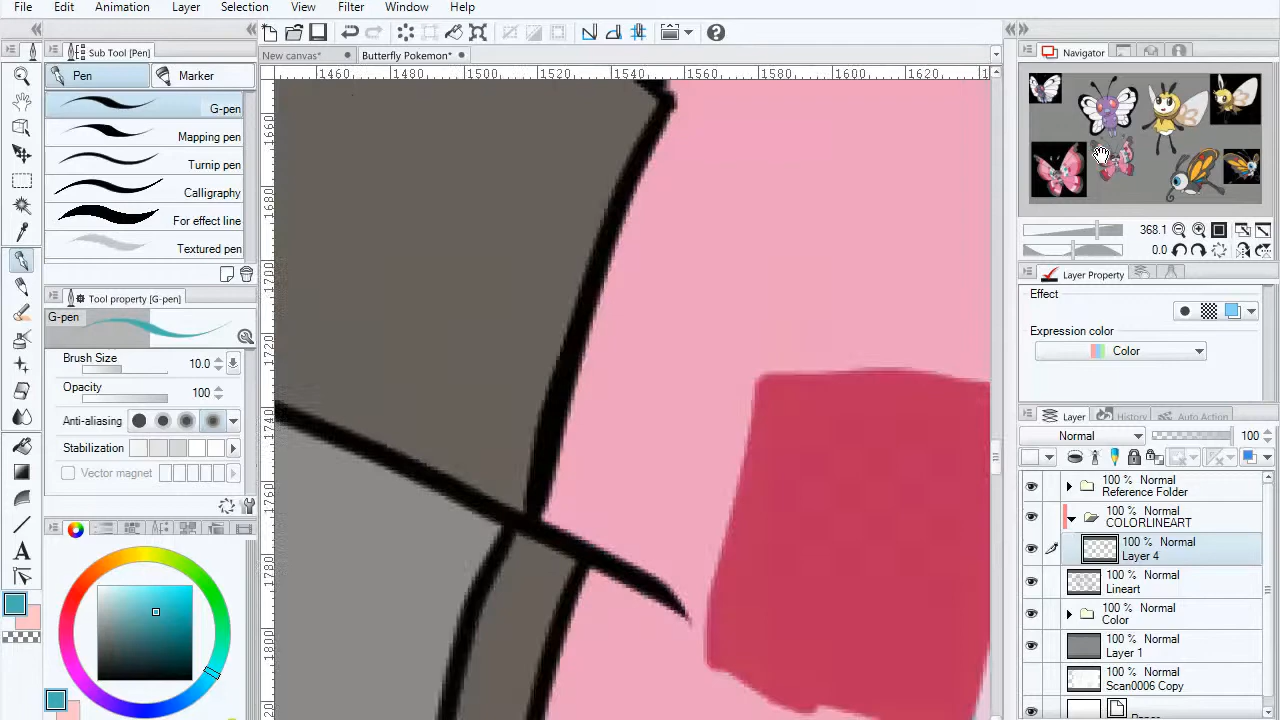 File Edit Animation Layer Selection View Filter Window Help
Sub Tool [Pen]
New canvas*
Butterfly Pokemon*
Navigator
Pen
Marker
1460 1480 1500 1520 1540 1560 1580 1600 1620
G-pen
Mapping pen
Turnip pen
Calligraphy
For effect line
Textured pen
368.1
0.0
Tool property [G-pen]
G-pen
Brush Size 10.0
Opacity 100
Anti-aliasing
Stabilization
Vector magnet
1660
1680
1700
1720
1740
1760
1780
1800
Layer Property
Effect
Expression color
Color
Layer History Auto Action
Normal 100
100 % Normal
Reference Folder
100 % Normal
COLORLINEART
100 % Normal
Layer 4
100 % Normal
Lineart
100 % Normal
Color
100 % Normal
Layer 1
100 % Normal
Scan0006 Copy